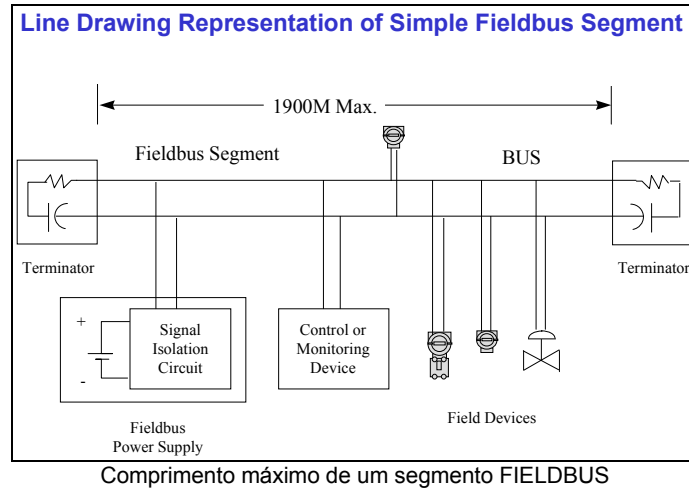 Line Drawing Representation of Simple Fieldbus Segment
1900M Max.
Fieldbus Segment
BUS
Terminator
Terminator
+
-
Signal
Isolation
Circuit
Control or
Monitoring
Device
Field Devices
Fieldbus
Power Supply
Comprimento máximo de um segmento FIELDBUS